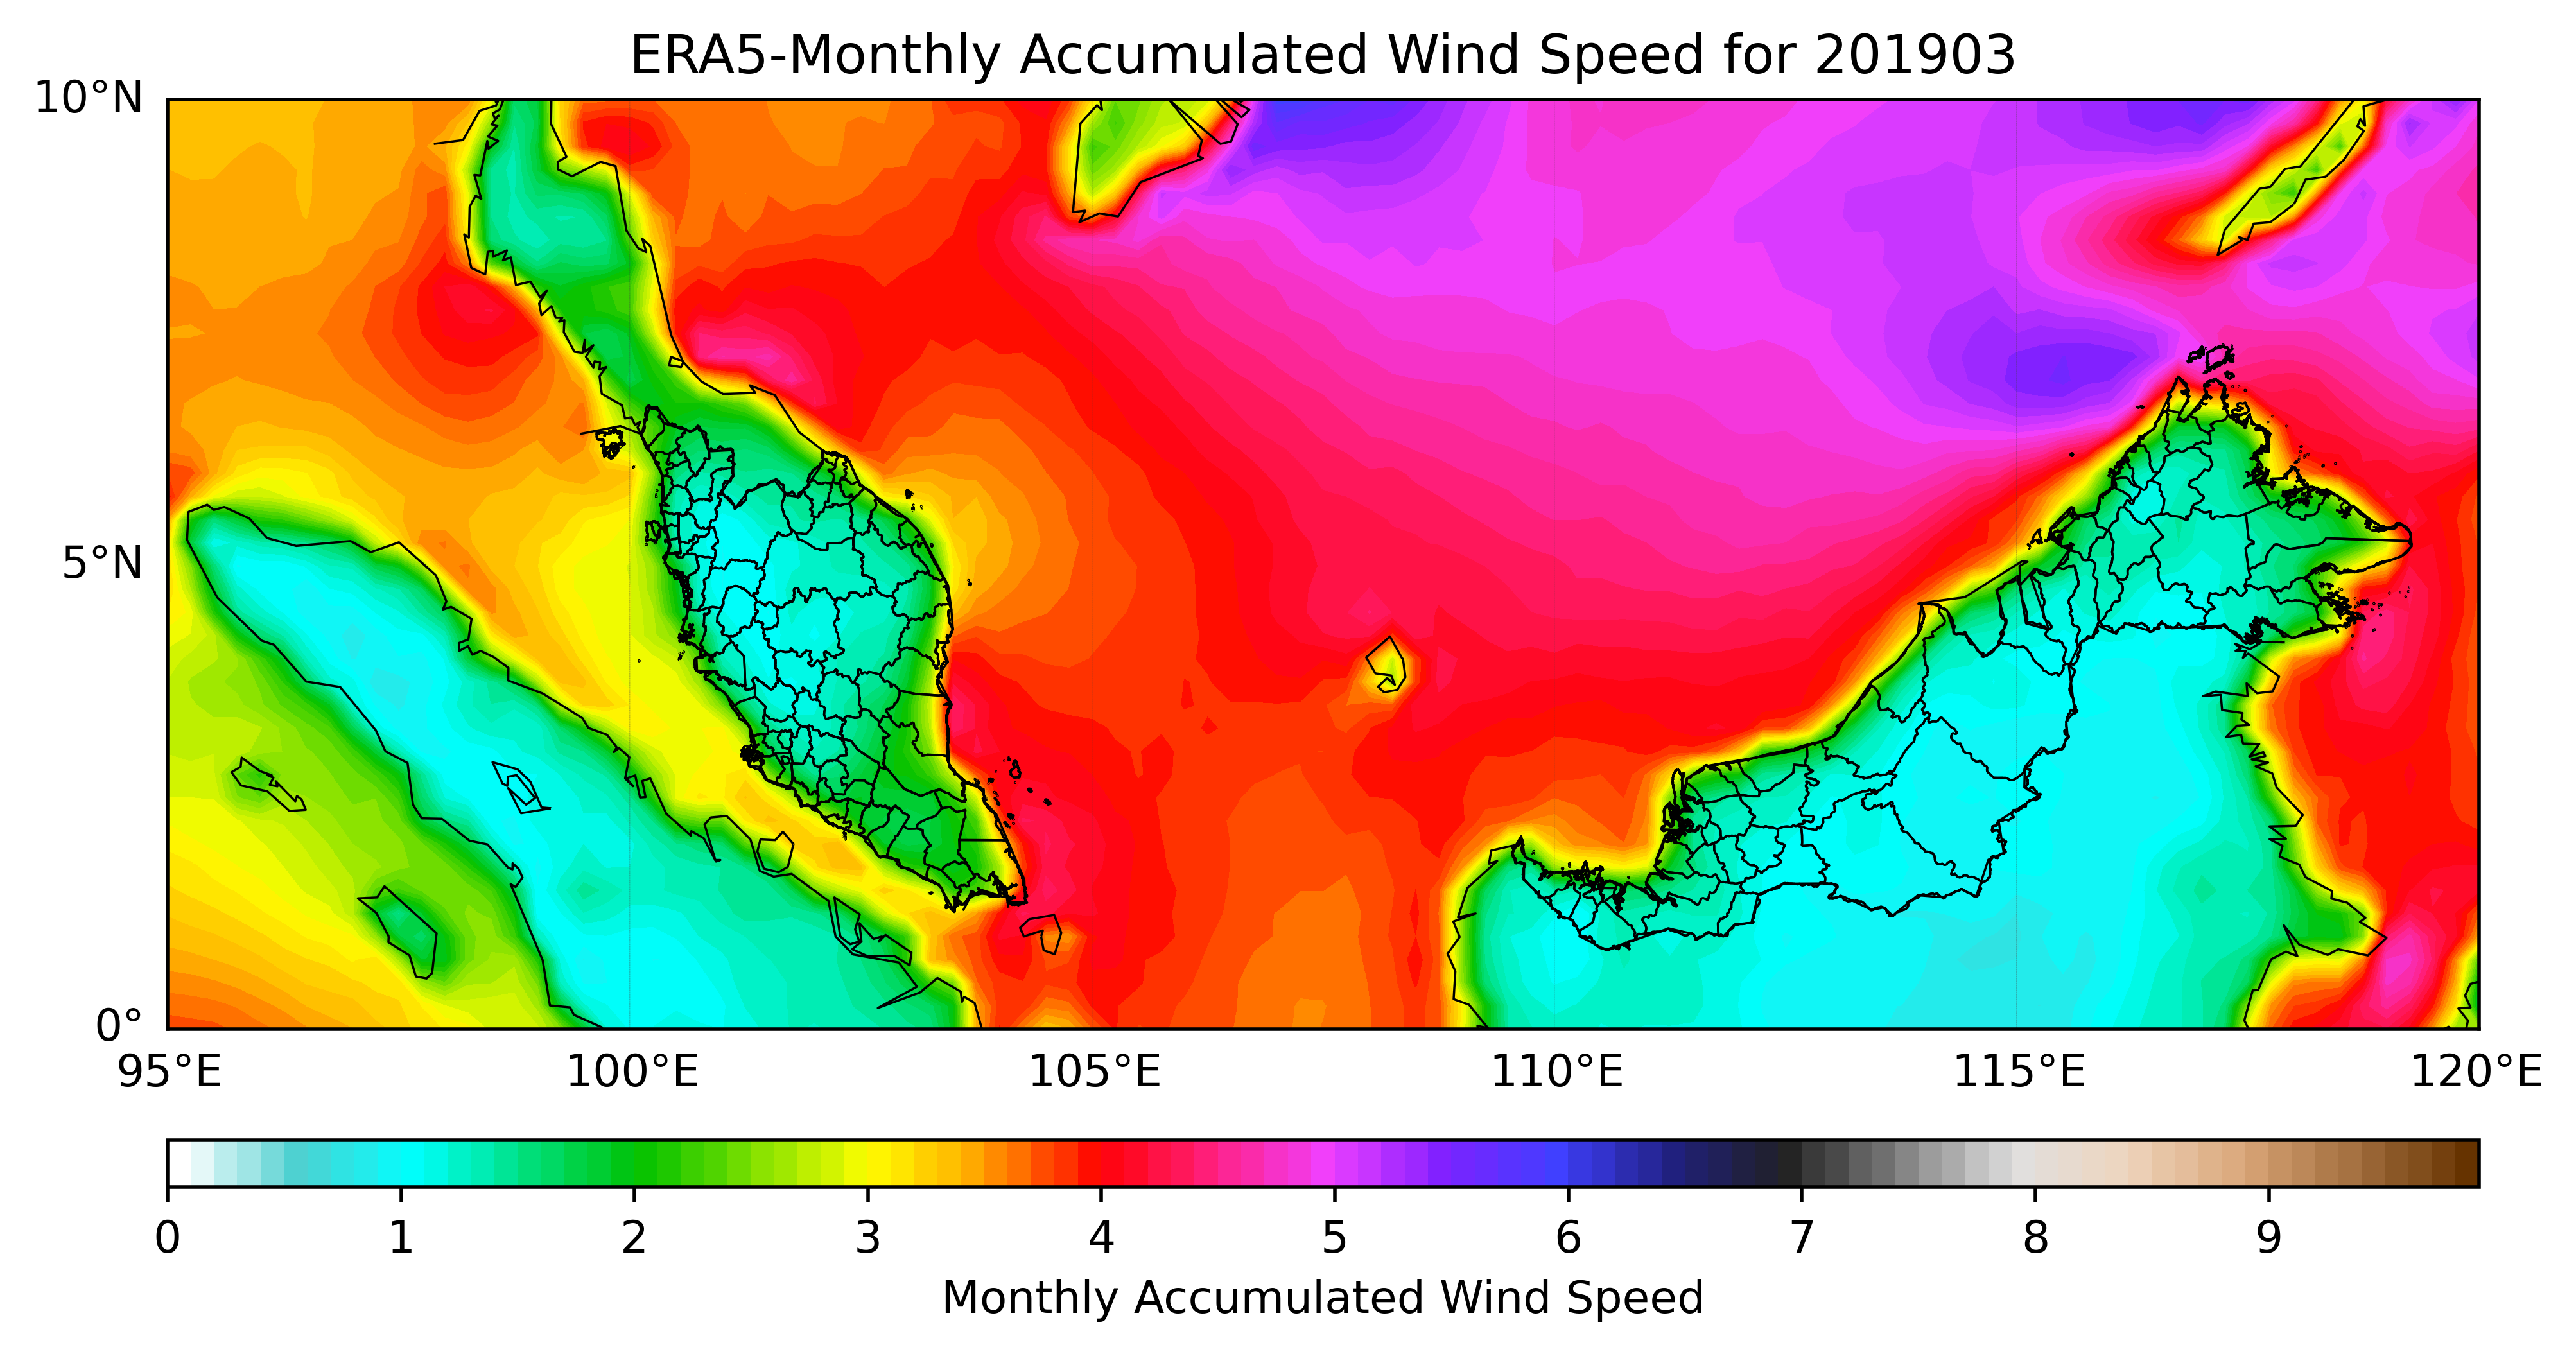 ERA5-Monthly Accumulated Wind Speed for 201903
10°N
5°N
0°
95°E 100°E 105°E 110°E 115°E 120°E
0 1 2 3 4 5 6 7 8 9
Monthly Accumulated Wind Speed